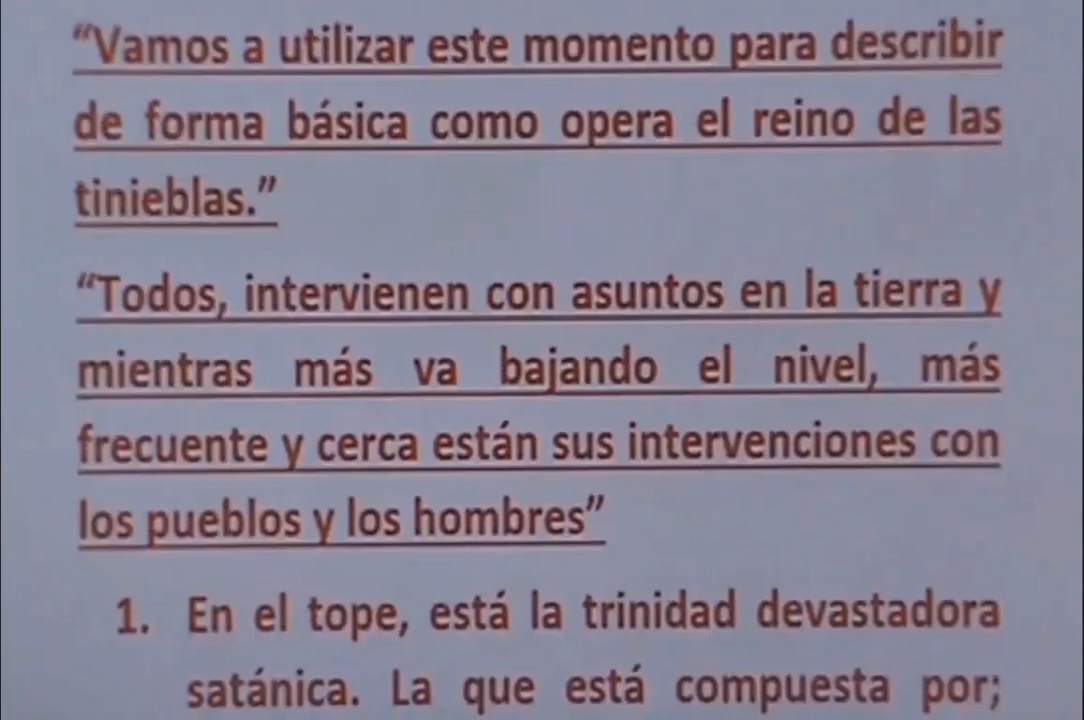 “Vamos a utilizar este momento para describir
de forma básica como opera el reino de las
tinieblas.”
“Todos, intervienen con asuntos en la tierra y
mientras más va bajando el nivel, más
frecuente y cerca están sus intervenciones con
los pueblos y los hombres”
1. En el tope, está la trinidad devastadora
satánica. La que está compuesta por;